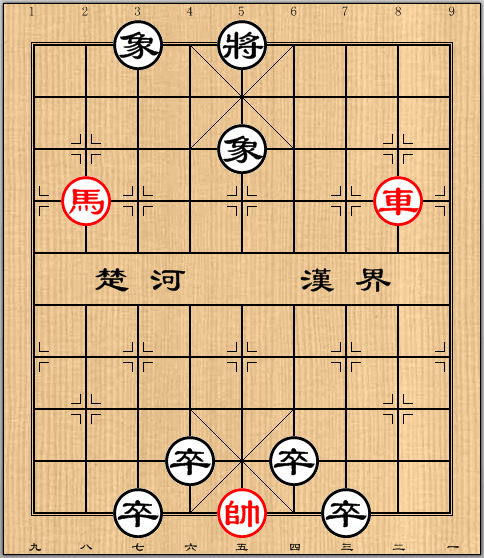 1 2 3 4 5 6 7 8 9
象 將
象
馬 車
楚 河 漢 界
卒 卒
卒 帥 卒
九 八 七 六 五 四 三 二 一